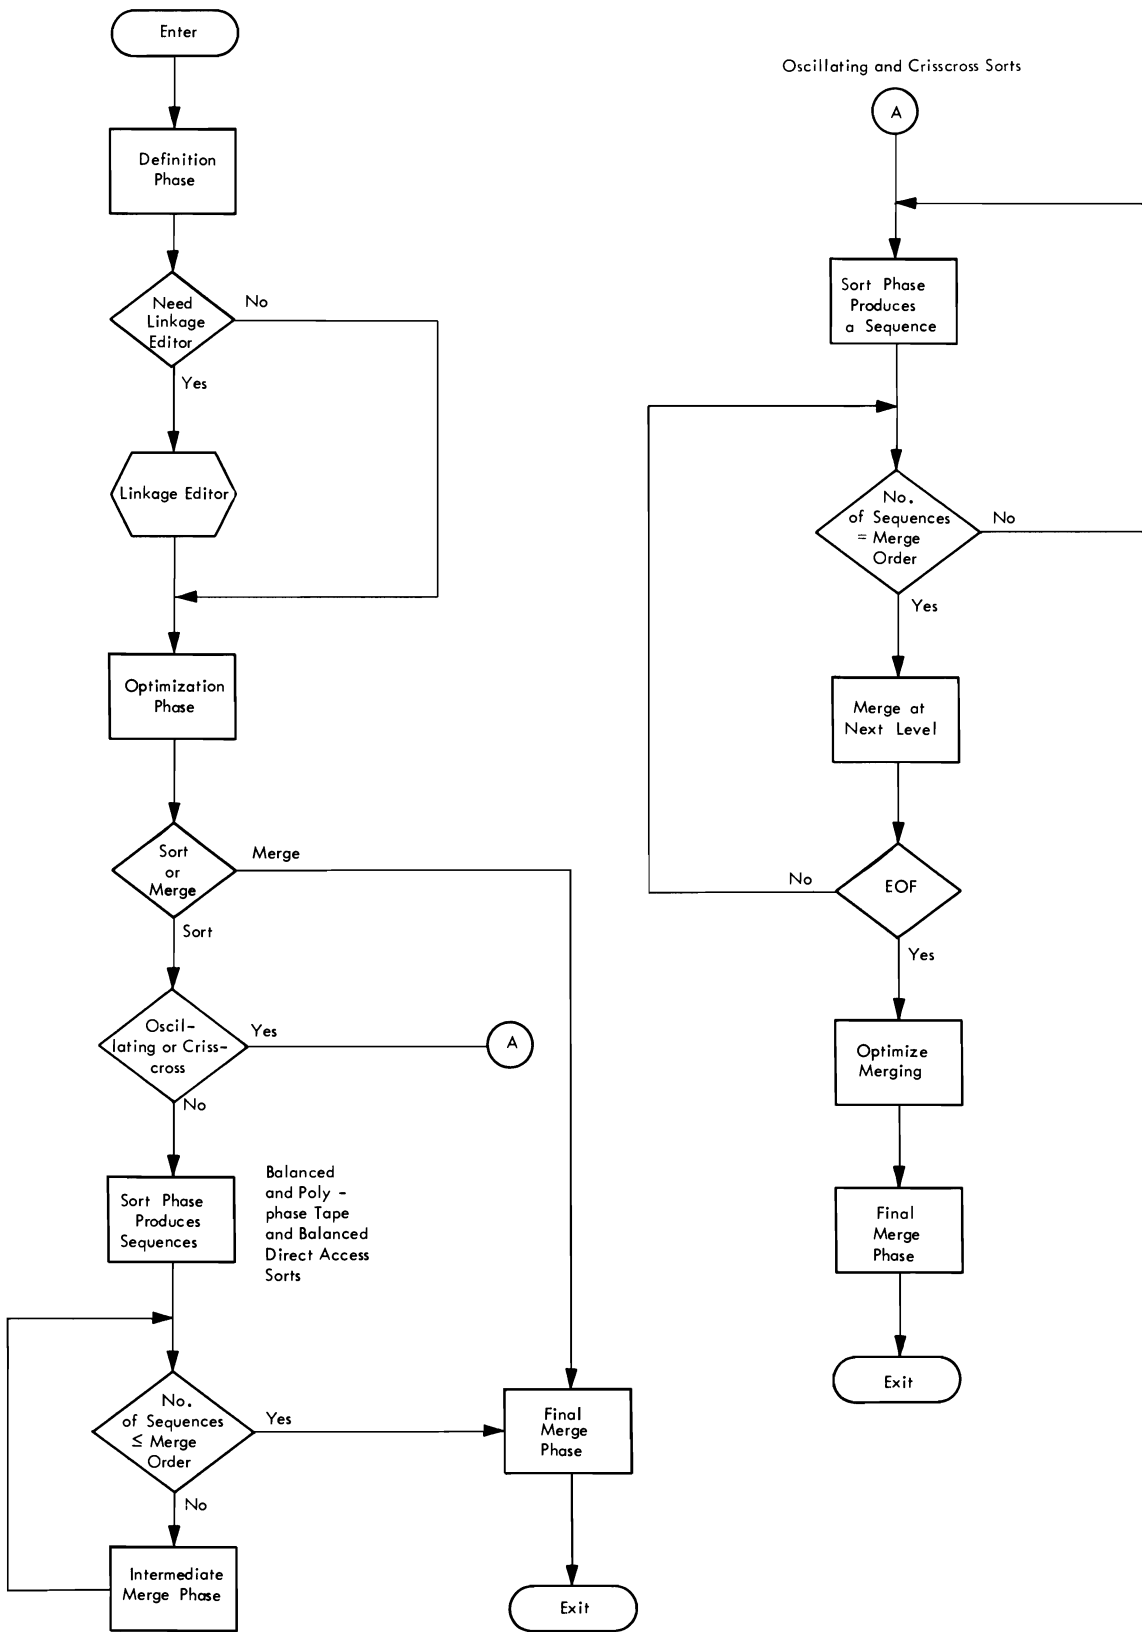 Enter
Definition
Phase
Need
Linkage
Editor
No
Yes
Linkage Editor
Optimization
Phase
Sort
or
Merge
Merge
Sort
Oscil-
lating or Criss-
cross
Yes
A
No
Sort Phase
Produces
Sequences
Balanced
and Poly -
phase Tape
and Balanced
Direct Access
Sorts
No.
of Sequences
≤ Merge
Order
Yes
No
Intermediate
Merge Phase
Final
Merge
Phase
Exit
Oscillating and Crisscross Sorts
A
Sort Phase
Produces
a Sequence
No.
of Sequences
= Merge
Order
No
Yes
Merge at
Next Level
EOF
No
Yes
Optimize
Merging
Final
Merge
Phase
Exit